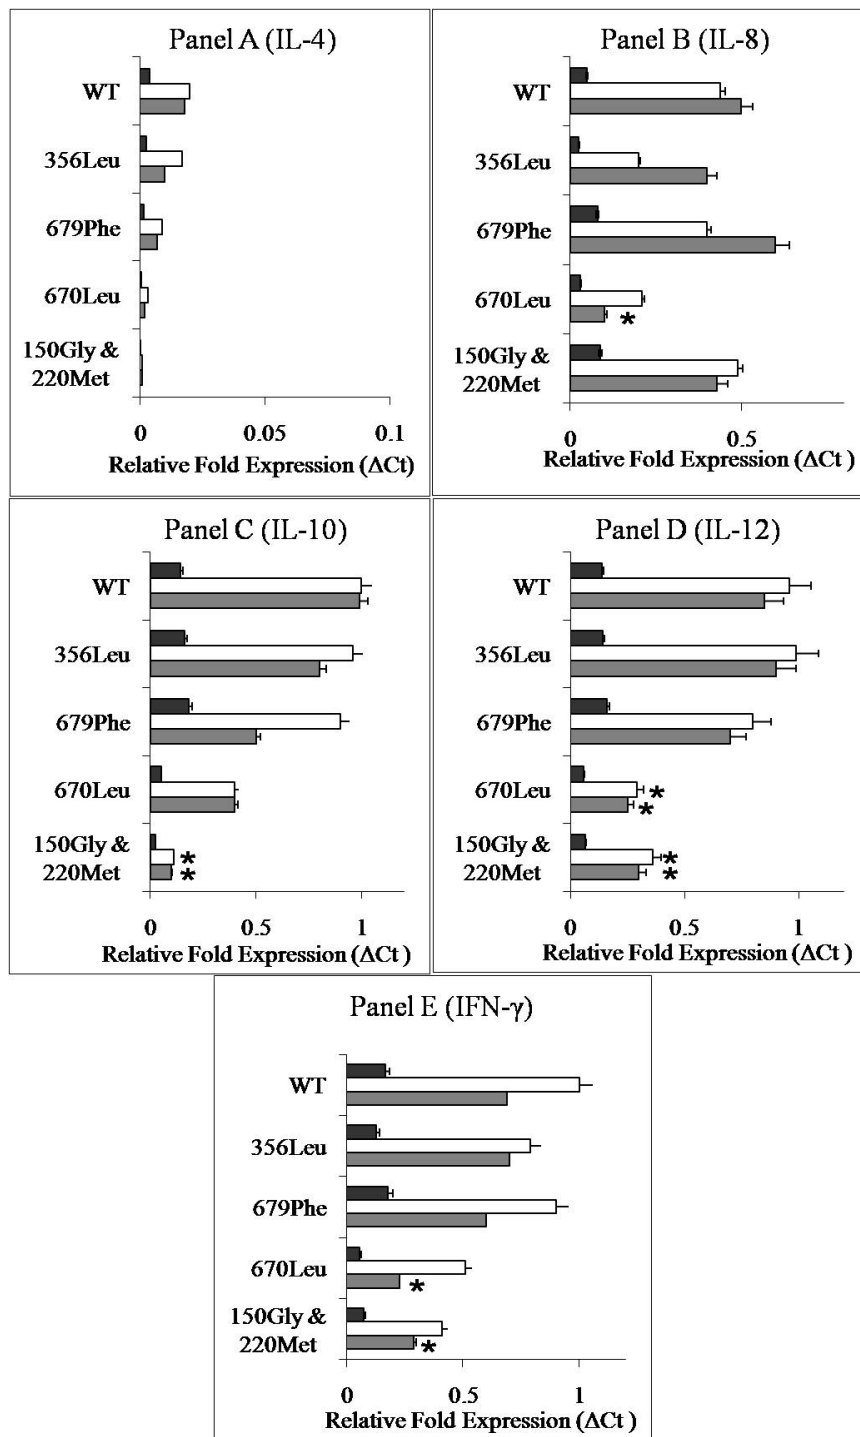 Panel A (IL-4)
WT
356Leu
679Phe
670Leu
150Gly &
220Met
0 0.05 0.1
Relative Fold Expression (ΔCt)
Panel B (IL-8)
WT
356Leu
679Phe
670Leu
*
150Gly &
220Met
0 0.5
Relative Fold Expression (ΔCt )
Panel C (IL-10)
WT
356Leu
679Phe
670Leu
150Gly &
*
220Met
*
0 0.5 1
Relative Fold Expression (ΔCt )
Panel D (IL-12)
WT
356Leu
679Phe
670Leu
*
*
150Gly &
*
220Met
*
0 0.5 1
Relative Fold Expression (ΔCt )
Panel E (IFN-γ)
WT
356Leu
679Phe
670Leu
*
150Gly &
220Met
*
0 0.5 1
Relative Fold Expression (ΔCt )